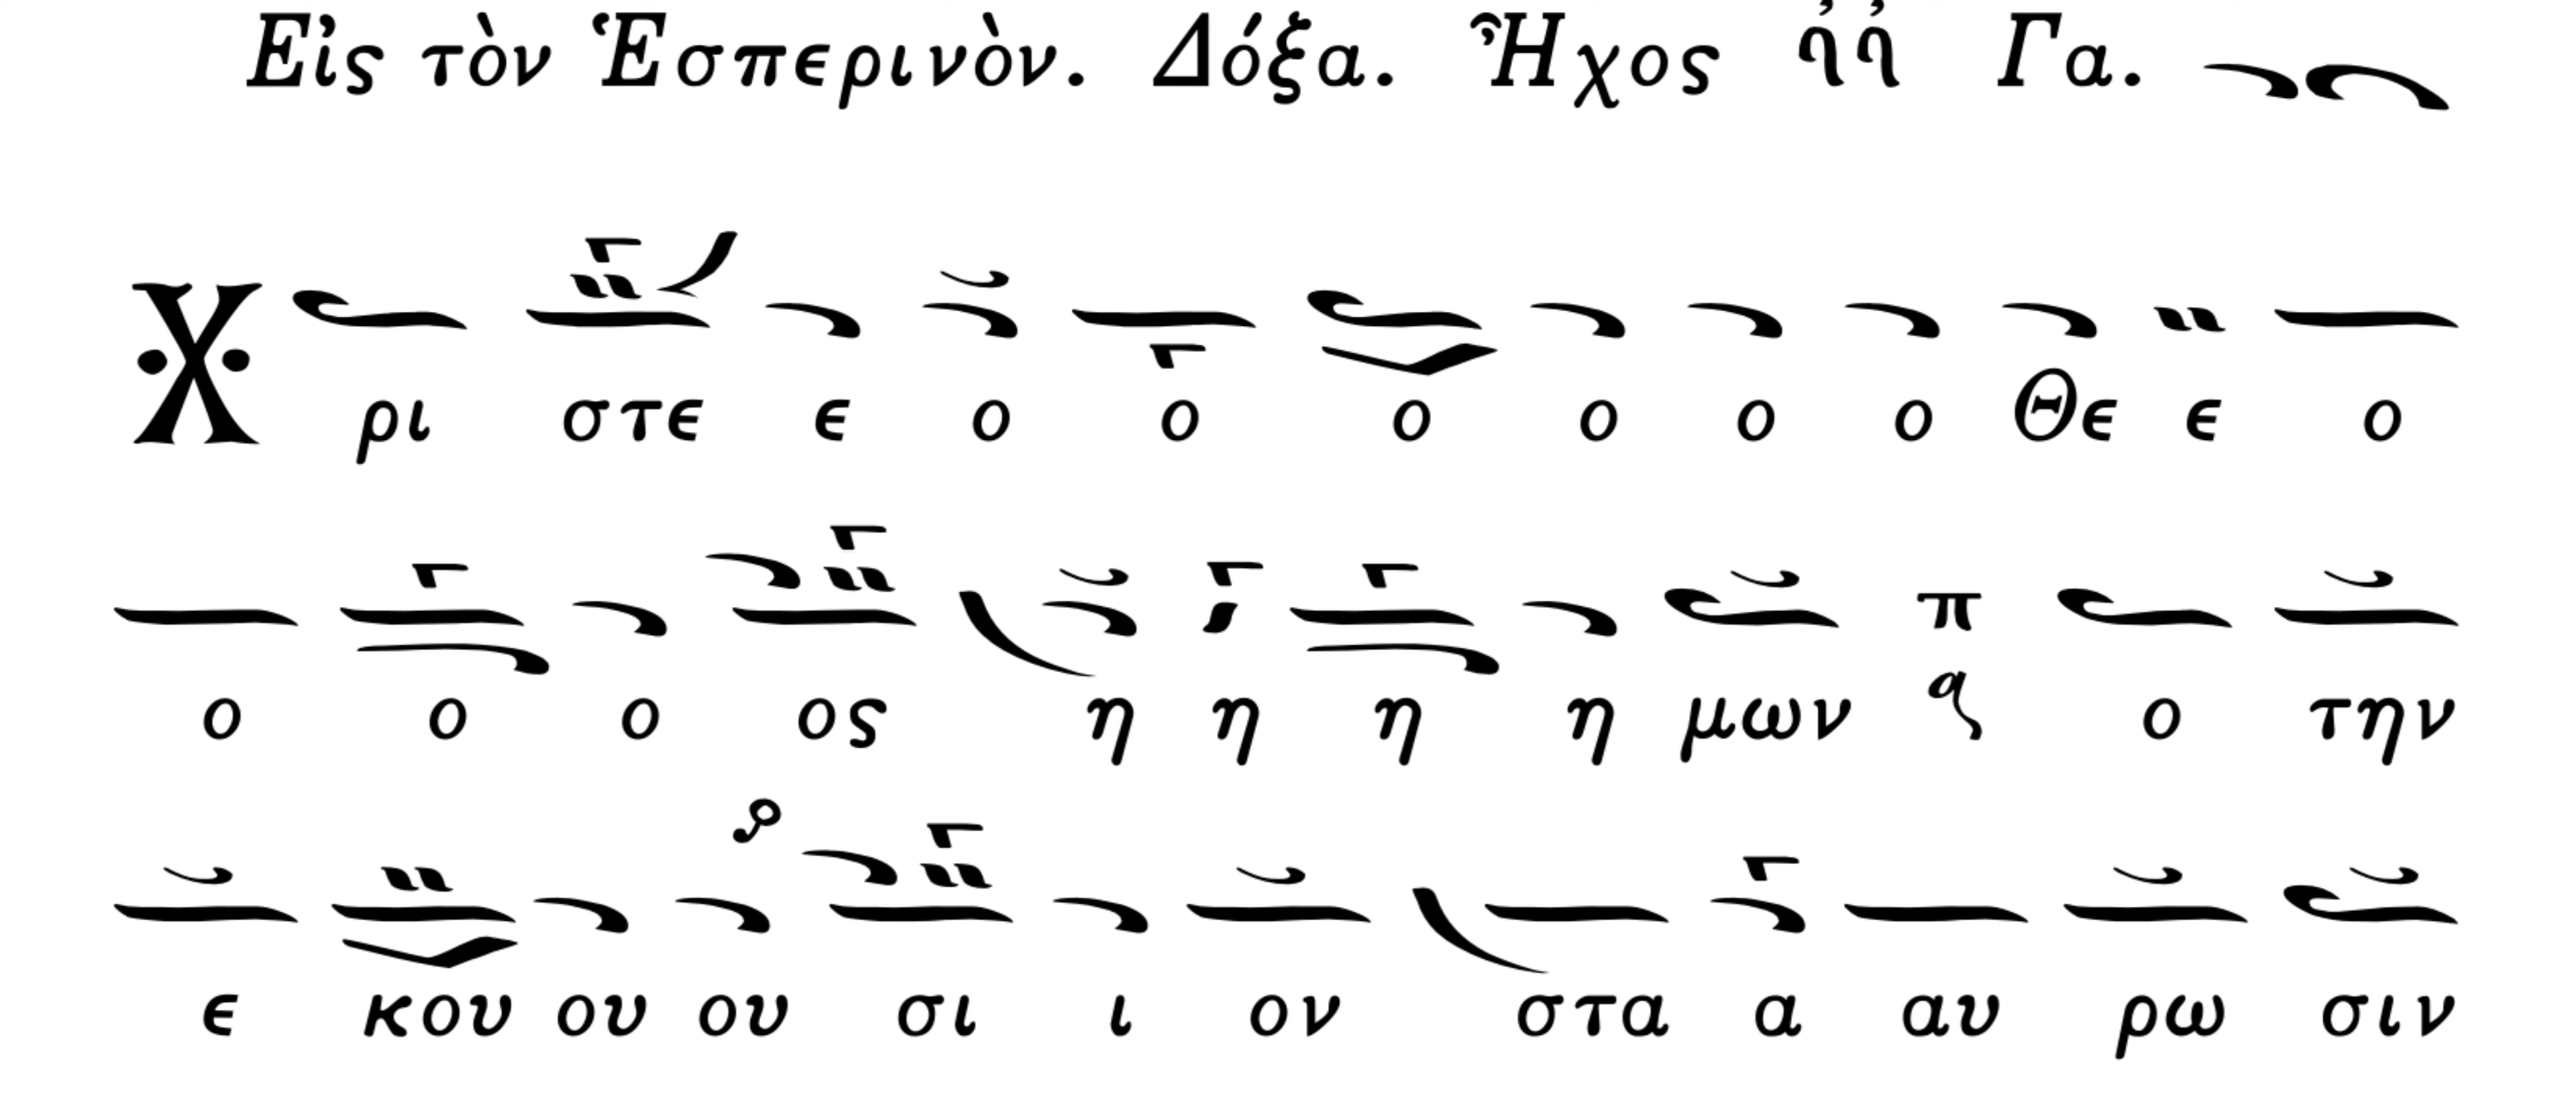 Εἰς τὸν Ἑσπερινὸν. Δόξα. Ἦχος Γα.
Χ ρι στε ε ο ο ο ο ο ο Θε ε ο
ο ο ο ος η η η η μων π α ο την
ε κου ου ου σι ι ον στα α αυ ρω σιν